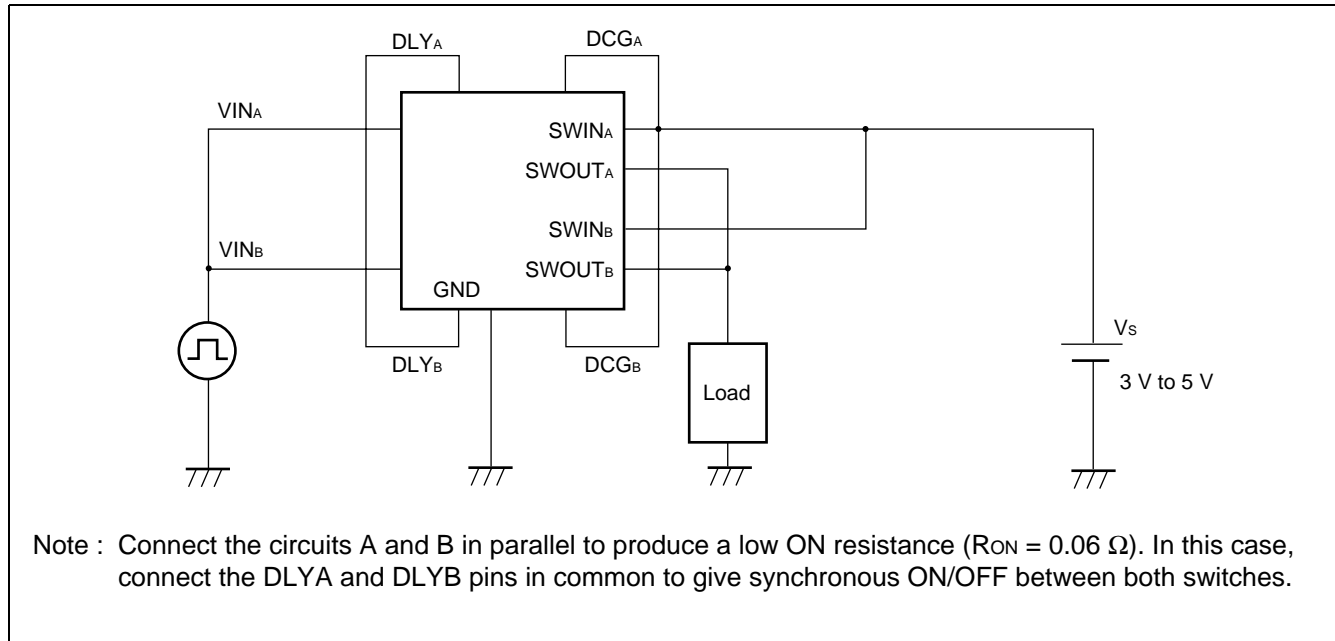 DLYA
DCGA
VINA
SWINA
SWOUTA
SWINB
VINB
SWOUTB
GND
DLYB
DCGB
Load
VS
3 V to 5 V
Note : Connect the circuits A and B in parallel to produce a low ON resistance (RON = 0.06 Ω). In this case,
connect the DLYA and DLYB pins in common to give synchronous ON/OFF between both switches.